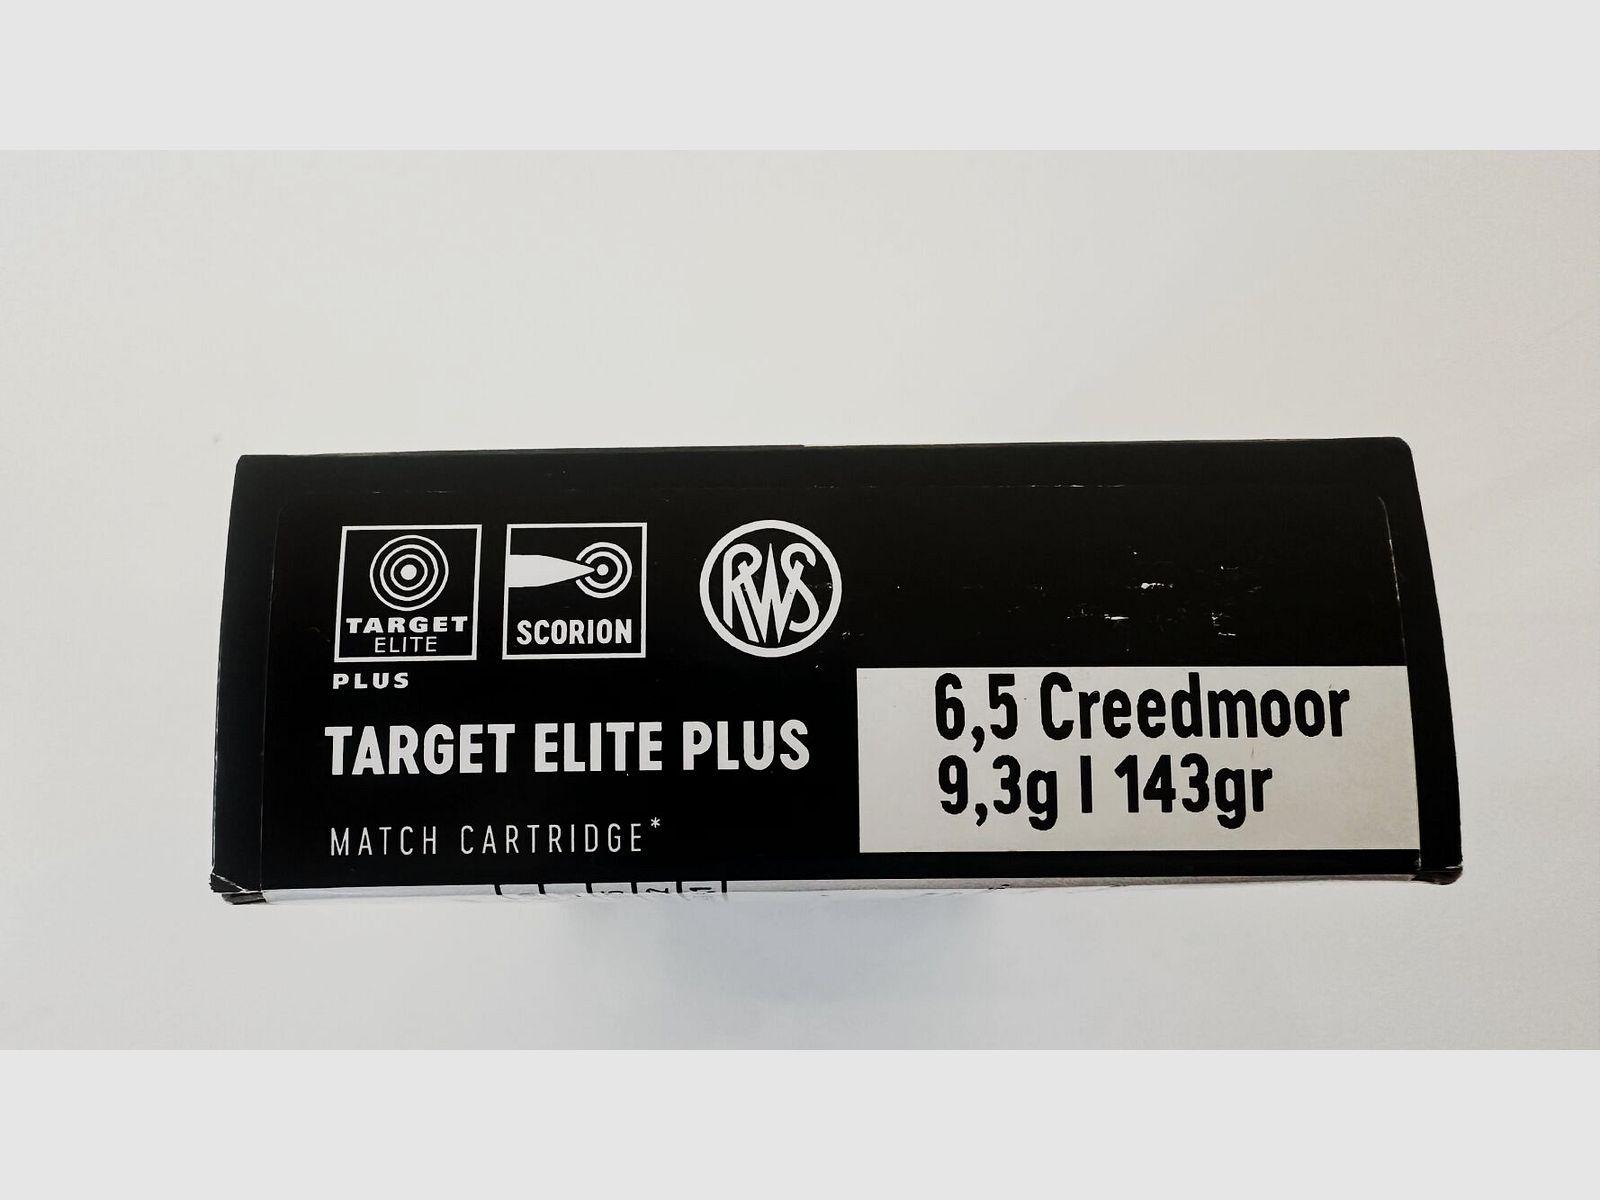 TARGET
ELITE
PLUS
SCORION
RWS
TARGET ELITE PLUS
MATCH CARTRIDGE*
6,5 Creedmoor
9,3g | 143gr